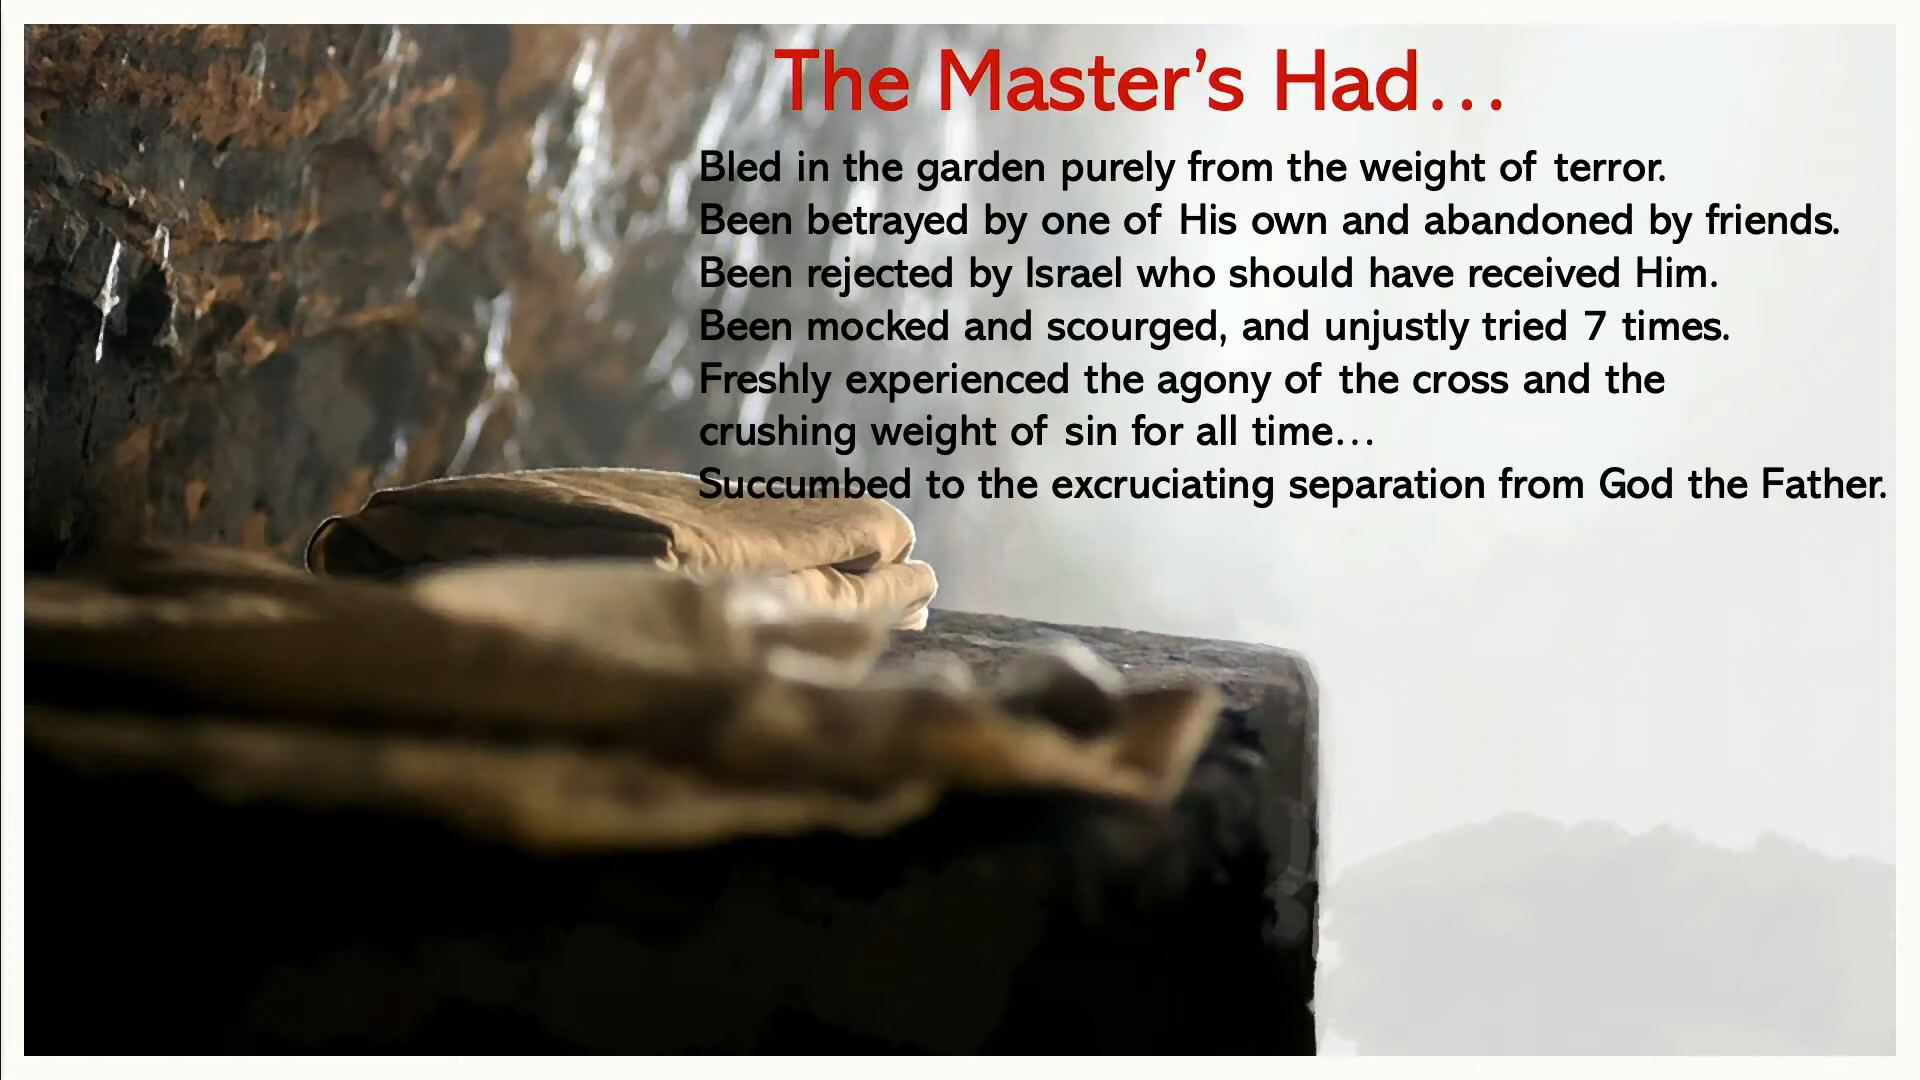 The Master’s Had…
Bled in the garden purely from the weight of terror.
Been betrayed by one of His own and abandoned by friends.
Been rejected by Israel who should have received Him.
Been mocked and scourged, and unjustly tried 7 times.
Freshly experienced the agony of the cross and the
crushing weight of sin for all time…
Succumbed to the excruciating separation from God the Father.